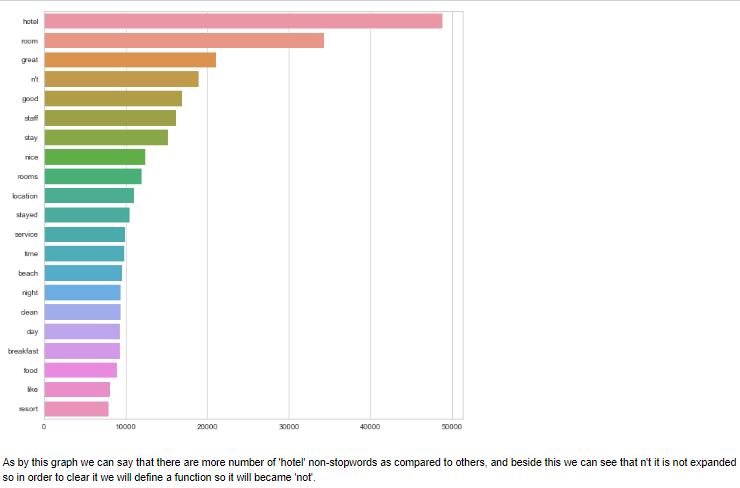 hotel
room
great
n't
good
staff
stay
nice
rooms
location
stayed
service
time
beach
night
clean
day
breakfast
food
like
resort
0 10000 20000 30000 40000 50000
As by this graph we can say that there are more number of 'hotel' non-stopwords as compared to others, and beside this we can see that n't it is not expanded
so in order to clear it we will define a function so it will became 'not'.